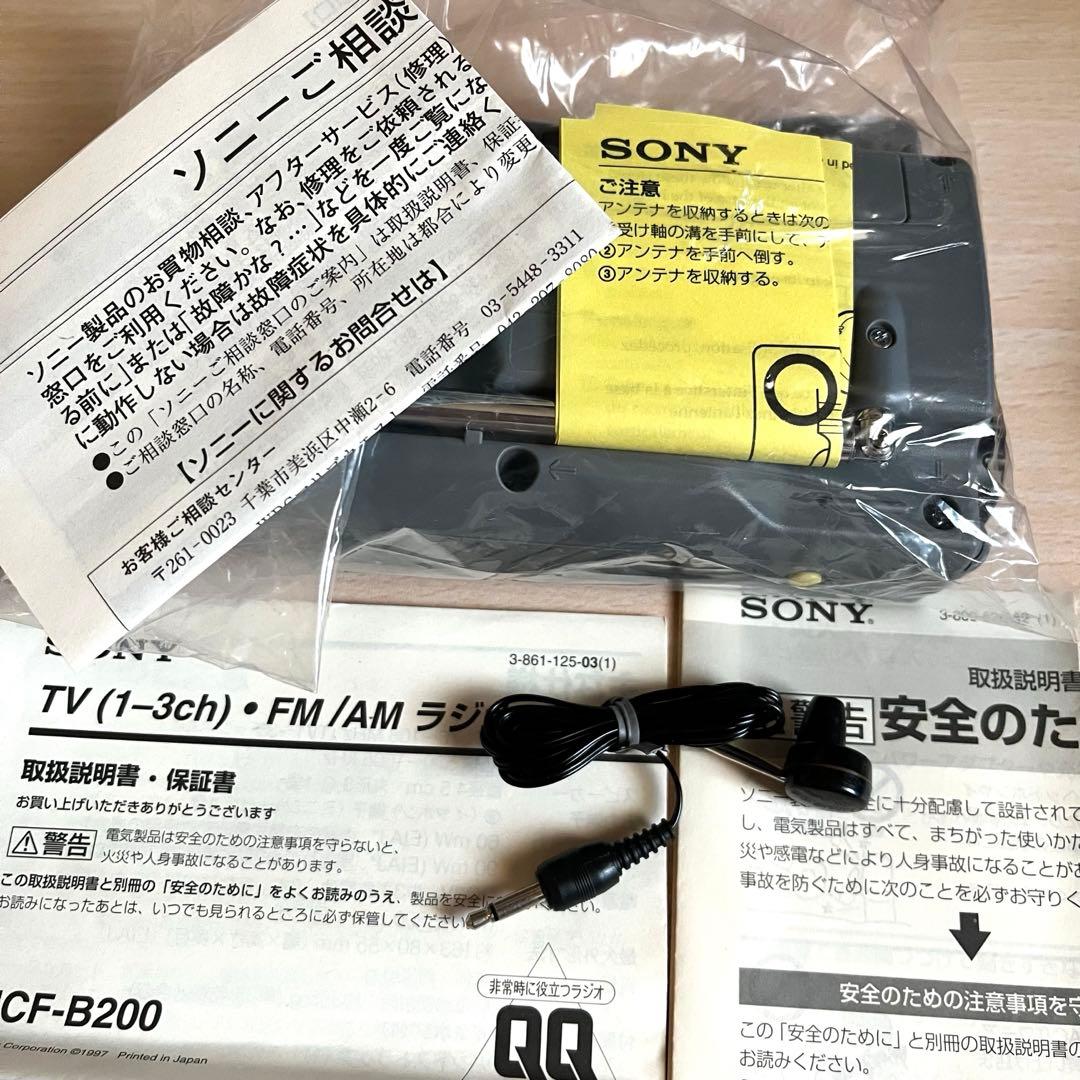 ソニーご相談
ソニー製品のお買物相談、アフターサービス(修理)
窓口をご利用ください。なお、修理をご依頼される
る前に」または「故障かな?…」などを一度ご覧にな
に動作しない場合は故障症状を具体的にご連絡く
●この「ソニーご相談窓口のご案内」は取扱説明書、保証
●ご相談窓口の名称、電話番号、所在地は都合により変更
【ソニーに関するお問合せは】
お客様ご相談センター
〒261-0023 千葉市美浜区中瀬2-6 電話番号 03-5448-3311
SONY
ご注意
アンテナを収納するときは次の
受け軸の溝を手前にして、
②アンテナを手前へ倒す。
③アンテナを収納する。
SONY
3-861-125-03(1)
TV (1–3ch)・FM/AM ラジ
取扱説明書・保証書
お買い上げいただきありがとうございます
警告
電気製品は安全のための注意事項を守らないと、
火災や人身事故になることがあります。
この取扱説明書と別冊の「安全のために」をよくお読みのうえ、製品を安全に
お読みになったあとは、いつでも見られるところに必ず保管してください。
CF-B200
Corporation ©1997 Printed in Japan
非常時に役立つラジオ
QQ
SONY
取扱説明書
警告 安全のた
ソニー
に十分配慮して設計されて
し、電気製品はすべて、まちがった使いかた
災や感電などにより人身事故になることがあ
事故を防ぐために次のことを必ずお守りく
安全のための注意事項を守
この「安全のために」と別冊の取扱説明書の
お読みください。